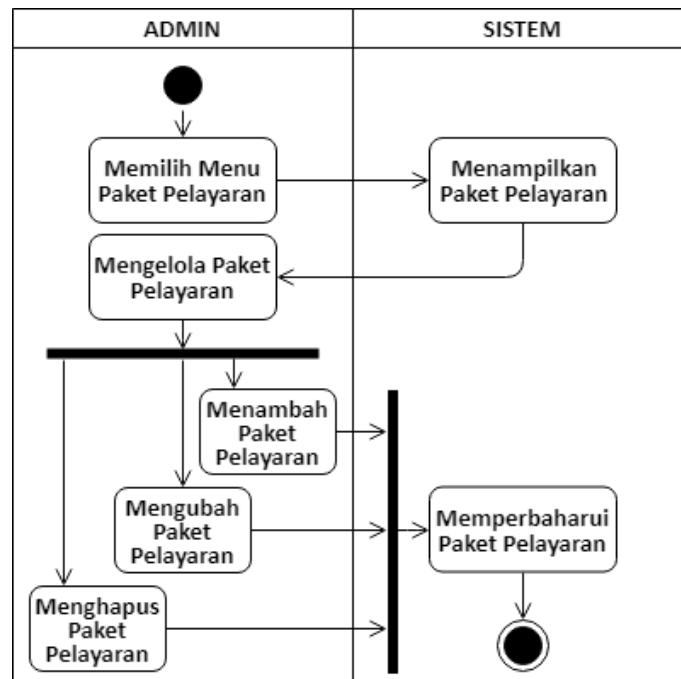 ADMIN
SISTEM
Memilih Menu
Paket Pelayaran
Menampilkan
Paket Pelayaran
Mengelola Paket
Pelayaran
Menambah
Paket
Pelayaran
Mengubah
Paket
Pelayaran
Memperbaharui
Paket Pelayaran
Menghapus
Paket
Pelayaran